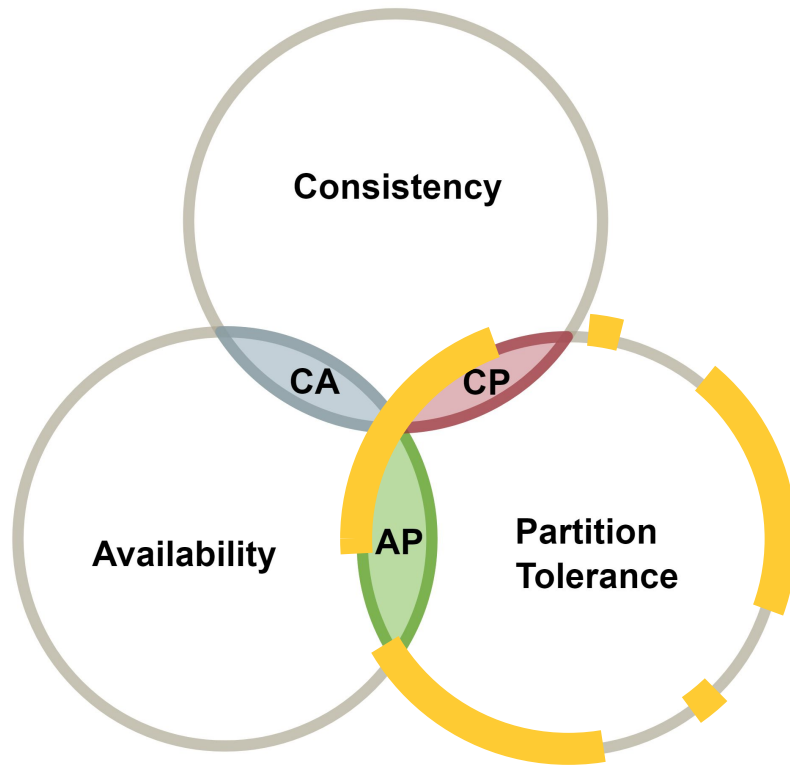 Consistency
CA
CP
Availability
AP
Partition
Tolerance